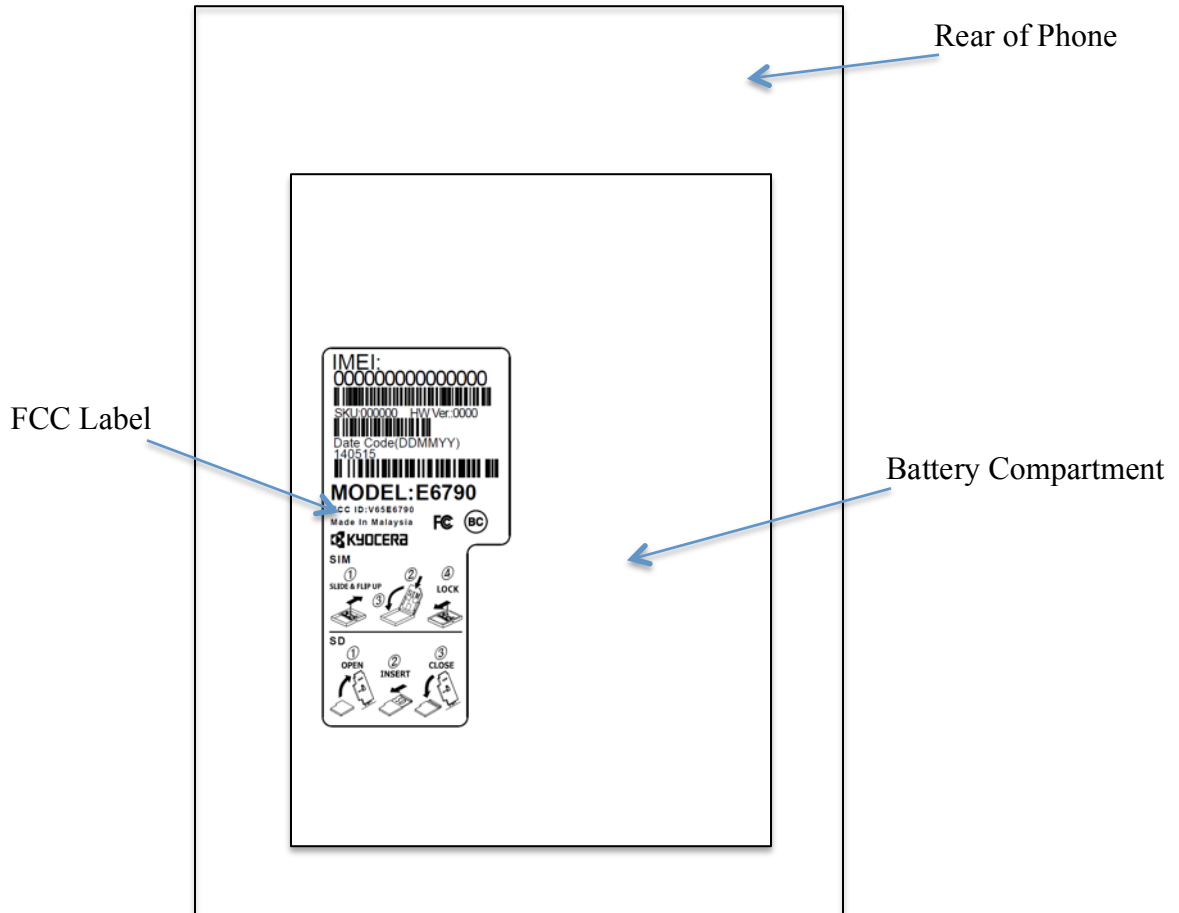 Rear of Phone
IMEI:
000000000000000
SKU:000000 HW Ver.:0000
Date Code(DDMMYY)
140515
FCC Label
Battery Compartment
MODEL:E6790
FCC ID:V65E6790
Made In Malaysia FC BC
KYOCERA
SIM
1 2 4
SLIDE & FLIP UP 3 SIM LOCK
SD
1 2 3
OPEN INSERT CLOSE